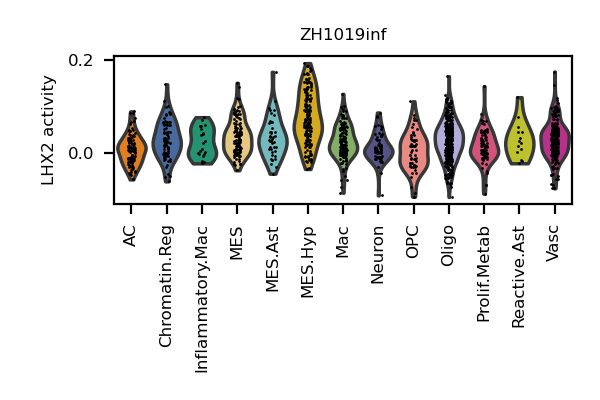 ZH1019inf
LHX2 activity
0.2
0.0
AC
Chromatin.Reg
Inflammatory.Mac
MES
MES.Ast
MES.Hyp
Mac
Neuron
OPC
Oligo
Prolif.Metab
Reactive.Ast
Vasc